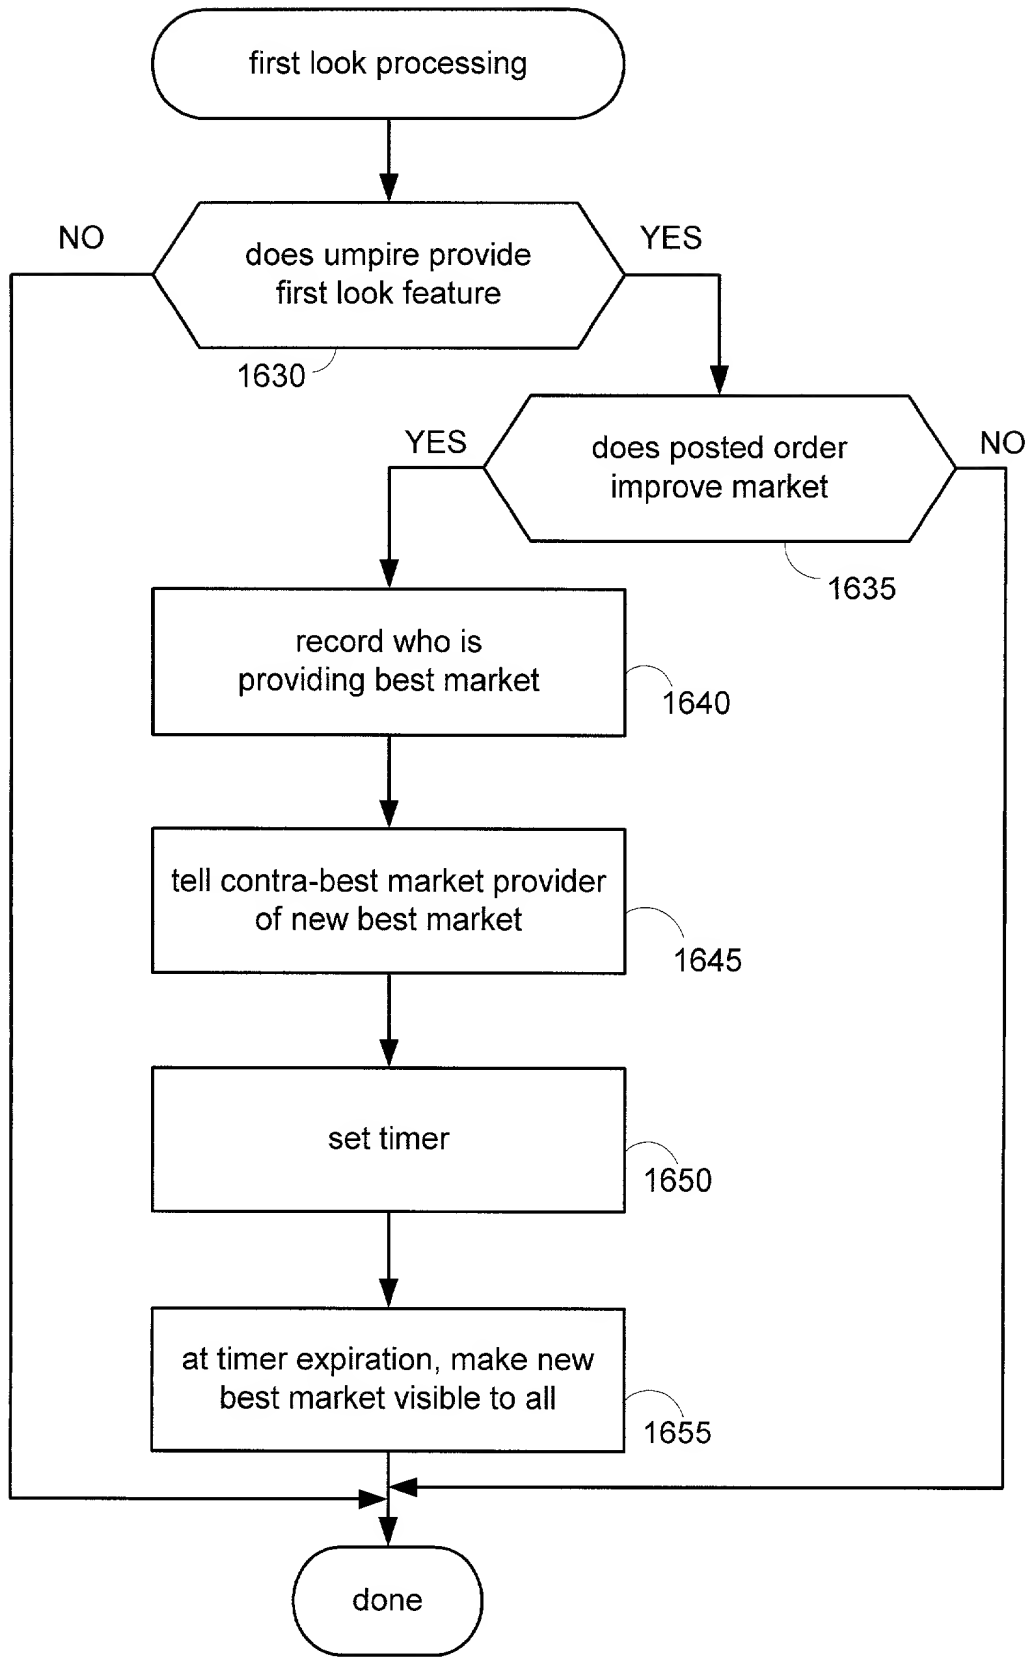 first look processing
NO
YES
does umpire provide
first look feature
1630
YES
NO
does posted order
improve market
1635
record who is
providing best market
1640
tell contra-best market provider
of new best market
1645
set timer
1650
at timer expiration, make new
best market visible to all
1655
done